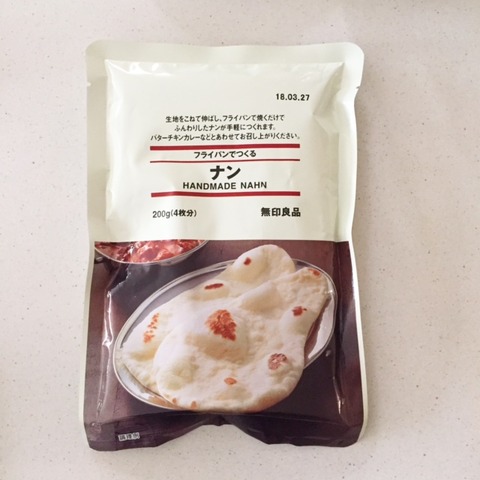 18.03.27
生地をこねて伸ばし、フライパンで焼くだけで
ふんわりしたナンが手軽につくれます。
バターチキンカレーなどとあわせてお召し上がりください。
フライパンでつくる
ナン
HANDMADE NAHN
200g(4枚分)
無印良品
調理例